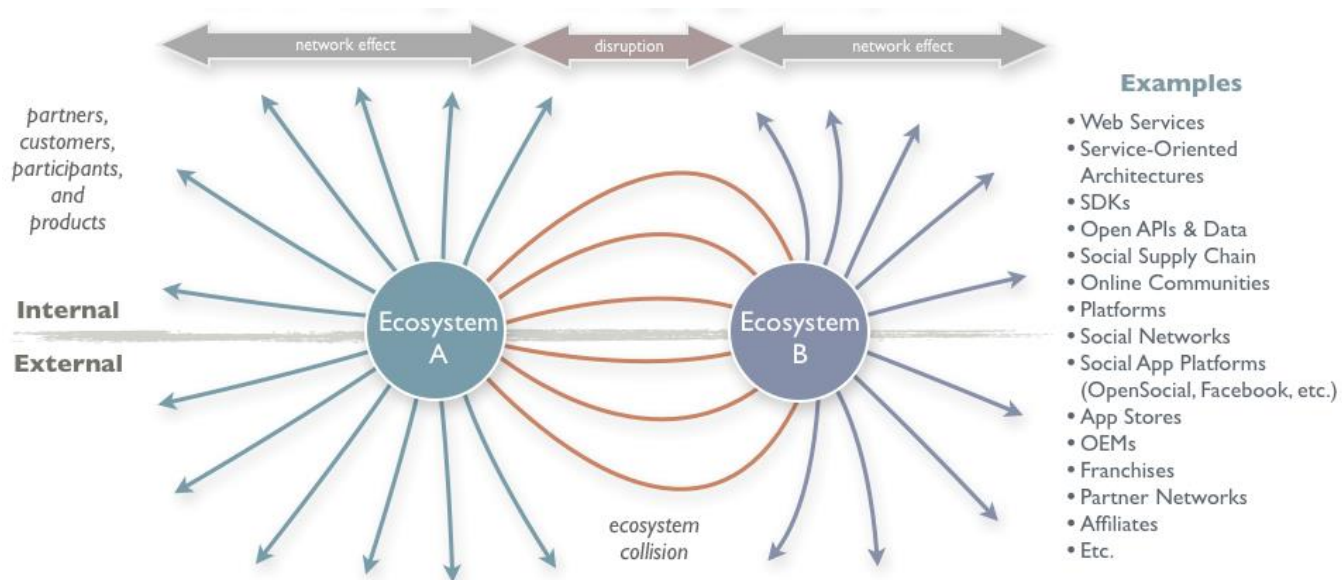 network effect
disruption
network effect
partners,
customers,
participants,
and
products
Internal
External
Ecosystem
A
Ecosystem
B
ecosystem
collision
Examples
• Web Services
• Service-Oriented
Architectures
• SDKs
• Open APIs & Data
• Social Supply Chain
• Online Communities
• Platforms
• Social Networks
• Social App Platforms
(OpenSocial, Facebook, etc.)
• App Stores
• OEMs
• Franchises
• Partner Networks
• Affiliates
• Etc.